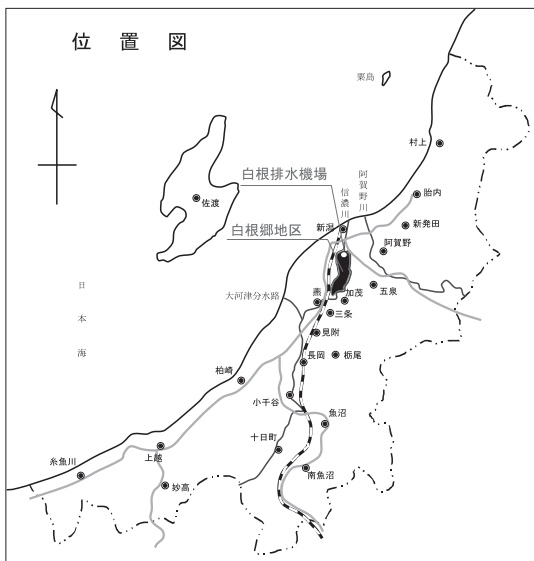 位置図
粟島
村上
白根排水機場
阿賀野川
信濃川
胎内
佐渡
新発田
新潟
白根郷地区
阿賀野
五泉
日本海
大河津分水路
燕
加茂
三条
見附
長岡
栃尾
柏崎
小千谷
魚沼
十日町
上越
糸魚川
南魚沼
妙高